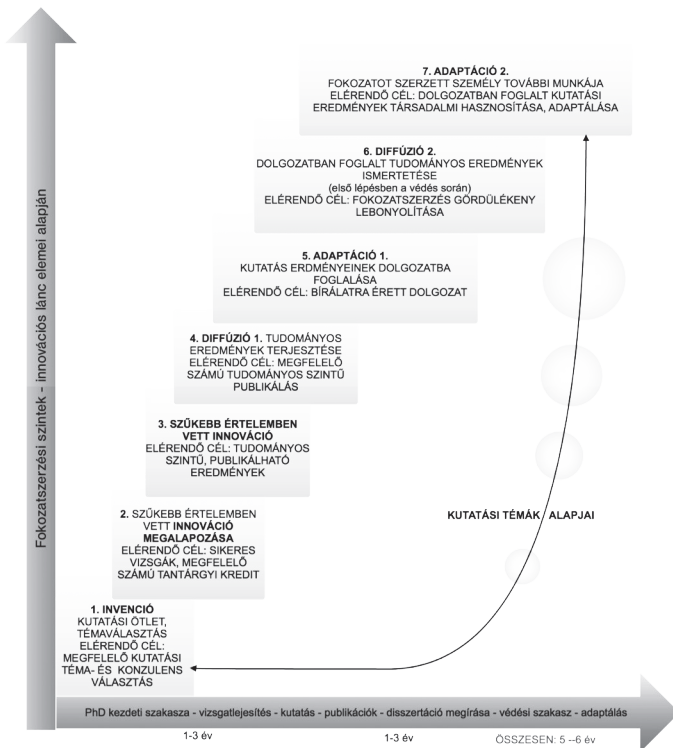 7. ADAPTÁCIÓ 2.
FOKOZATOT SZERZETT SZEMÉLY TOVÁBBI MUNKÁJA
ELÉRENDŐ CÉL: DOLGOZATBAN FOGLALT KUTATÁSI
EREDMÉNYEK TÁRSADALMI HASZNOSÍTÁSA, ADAPTÁLÁSA
6. DIFFÚZIÓ 2.
DOLGOZATBAN FOGLALT TUDOMÁNYOS EREDMÉNYEK
ISMERTETÉSE
(első lépésben a védés során)
ELÉRENDŐ CÉL: FOKOZATSZERZÉS GÖRDÜLÉKENY
LEBONYOLÍTÁSA
5. ADAPTÁCIÓ 1.
KUTATÁS ERDMÉNYEINEK DOLGOZATBA
FOGLALÁSA
ELÉRENDŐ CÉL: BÍRÁLATRA ÉRETT DOLGOZAT
4. DIFFÚZIÓ 1. TUDOMÁNYOS
EREDMÉNYEK TERJESZTÉSE
ELÉRENDŐ CÉL: MEGFELELŐ
SZÁMÚ TUDOMÁNYOS SZINTŰ
PUBLIKÁLÁS
3. SZŰKEBB ÉRTELEMBEN
VETT INNOVÁCIÓ
ELÉRENDŐ CÉL: TUDOMÁNYOS
SZINTŰ, PUBLIKÁLHATÓ
EREDMÉNYEK
2. SZŰKEBB ÉRTELEMBEN
VETT INNOVÁCIÓ
MEGALAPOZÁSA
ELÉRENDŐ CÉL: SIKERES
VIZSGÁK, MEGFELELŐ
SZÁMÚ TANTÁRGYI KREDIT
1. INVENCIÓ
KUTATÁSI ÖTLET,
TÉMAVÁLASZTÁS
ELÉRENDŐ CÉL:
MEGFELELŐ KUTATÁSI
TÉMA- ÉS KONZULENS
VÁLASZTÁS
KUTATÁSI TÉMÁK ALAPJAI
Fokozatszerzési szintek - innovációs lánc elemei alapján
PhD kezdeti szakasza - vizsgatlejesítés - kutatás - publikációk - disszertáció megírása - védési szakasz - adaptálás
1-3 év
1-3 év
ÖSSZESEN: 5 --6 év